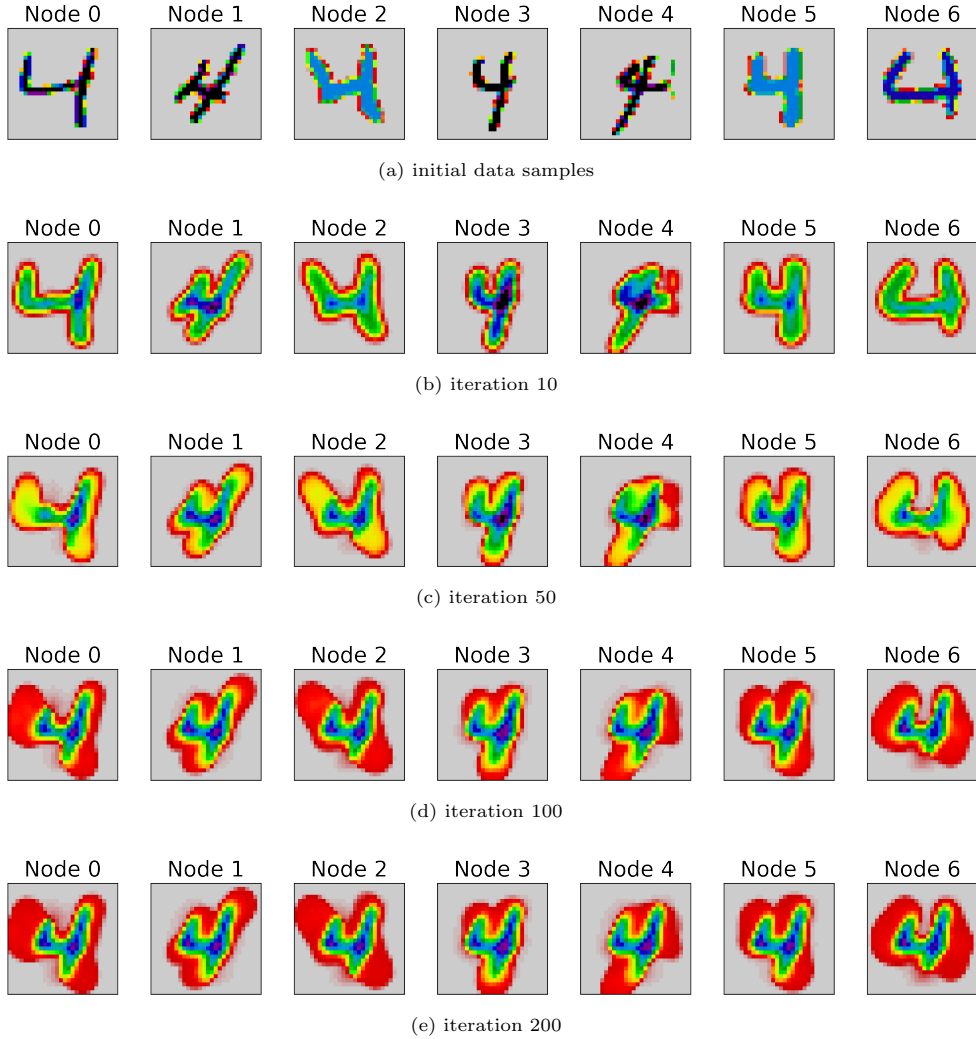 Node 0 Node 1 Node 2 Node 3 Node 4 Node 5 Node 6
(a) initial data samples
Node 0 Node 1 Node 2 Node 3 Node 4 Node 5 Node 6
(b) iteration 10
Node 0 Node 1 Node 2 Node 3 Node 4 Node 5 Node 6
(c) iteration 50
Node 0 Node 1 Node 2 Node 3 Node 4 Node 5 Node 6
(d) iteration 100
Node 0 Node 1 Node 2 Node 3 Node 4 Node 5 Node 6
(e) iteration 200